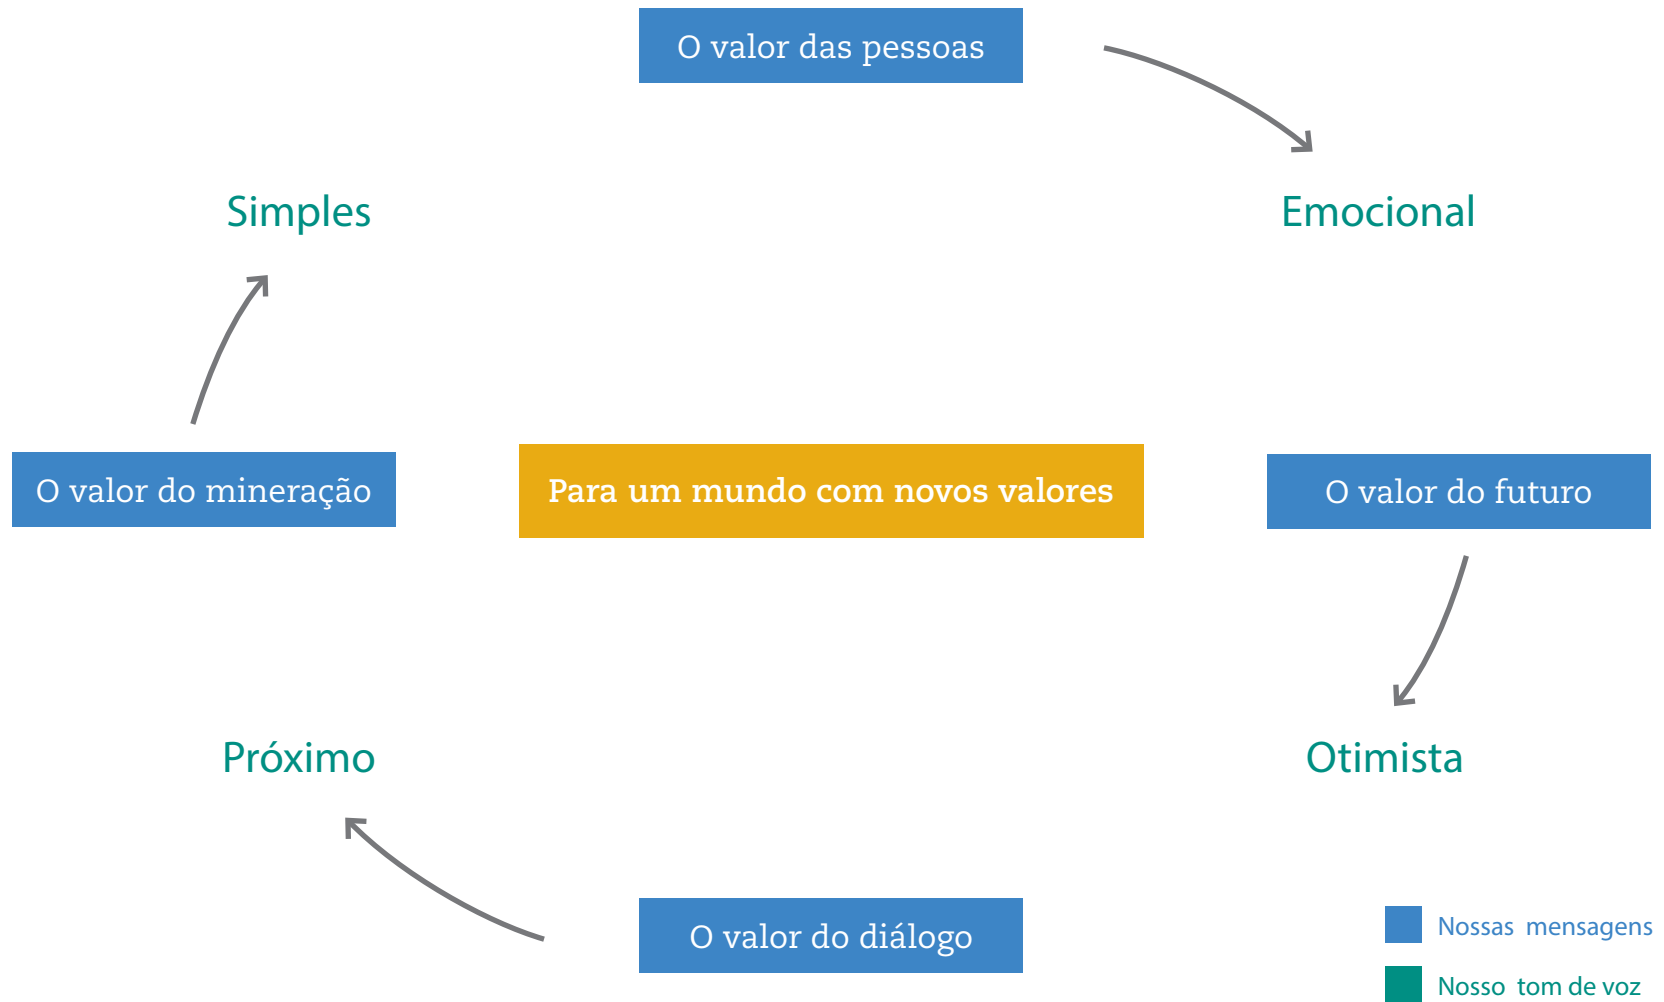 O valor das pessoas
Simples
Emocional
O valor do mineração
Para um mundo com novos valores
O valor do futuro
Próximo
Otimista
O valor do diálogo
Nossas mensagens
Nosso tom de voz